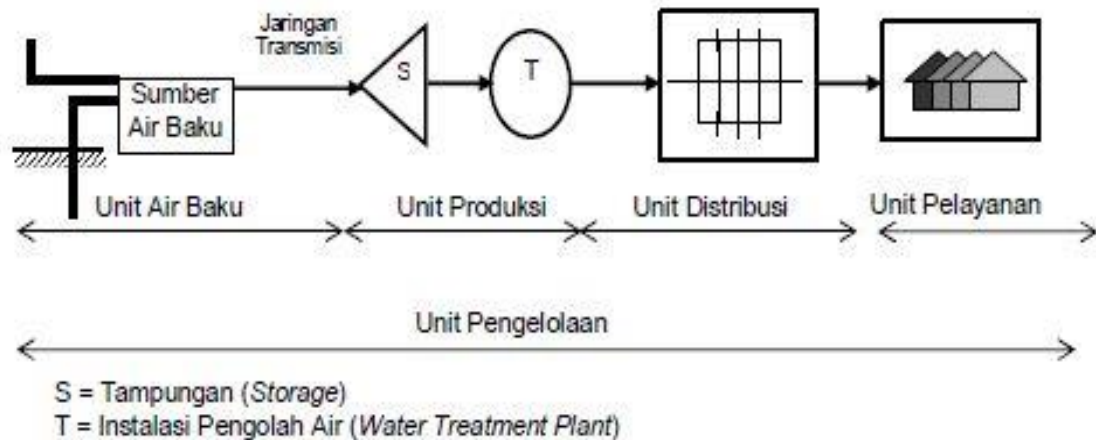 Jaringan
Transmisi
Sumber
Air Baku
S
T
Unit Air Baku
Unit Produksi
Unit Distribusi
Unit Pelayanan
Unit Pengelolaan
S = Tampungan (Storage)
T = Instalasi Pengolah Air (Water Treatment Plant)